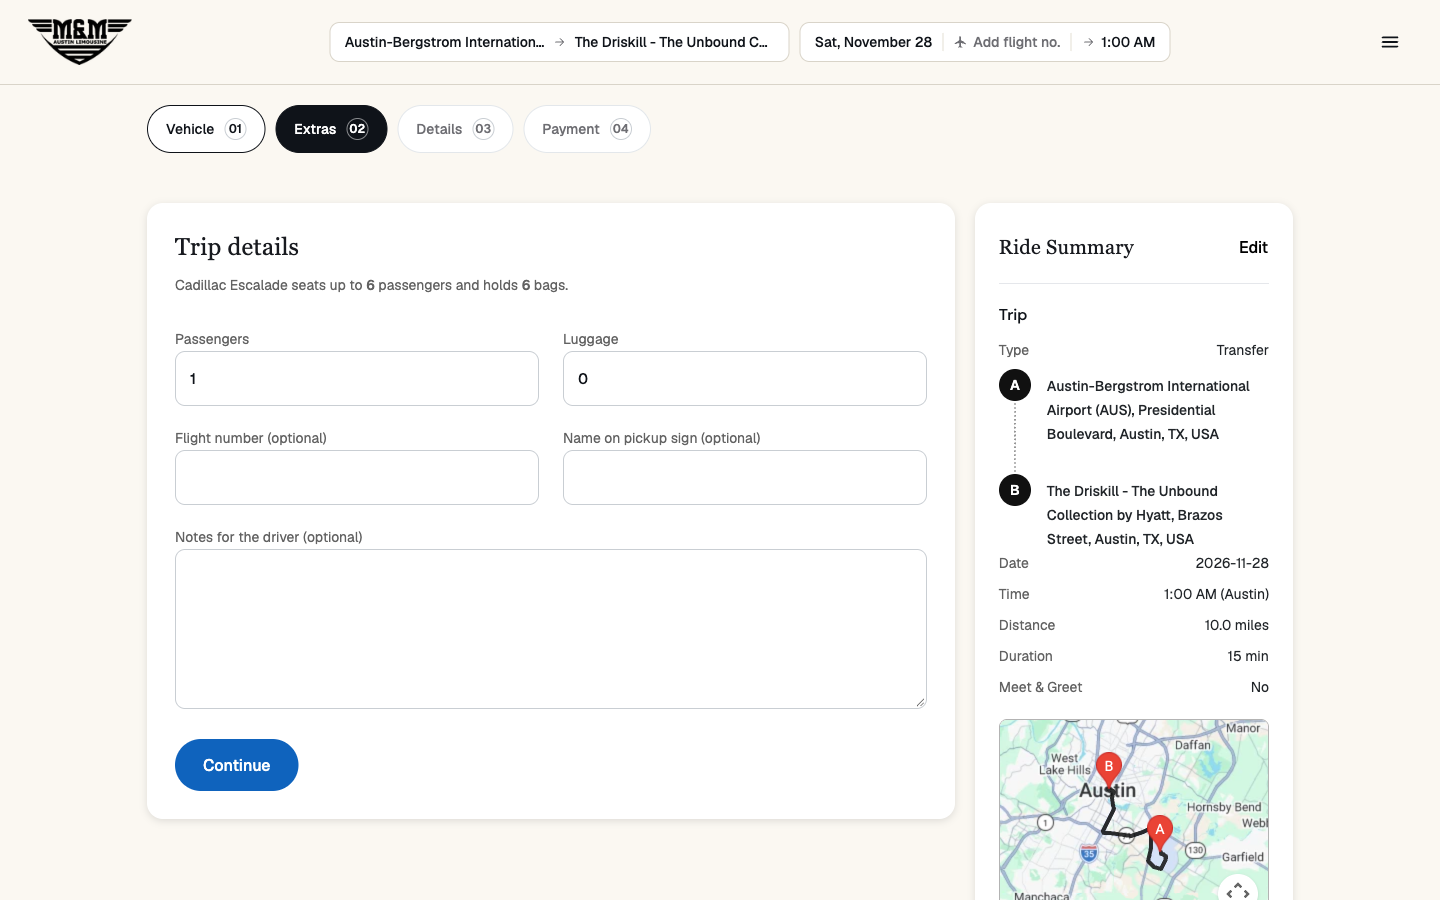 M&M
AUSTIN LIMOUSINE
Austin-Bergstrom Internation... → The Driskill - The Unbound C...
Sat, November 28 Add flight no. → 1:00 AM
Vehicle 01
Extras 02
Details 03
Payment 04
Trip details
Cadillac Escalade seats up to 6 passengers and holds 6 bags.
Passengers
1
Luggage
0
Flight number (optional)
Name on pickup sign (optional)
Notes for the driver (optional)
Continue
Ride Summary Edit
Trip
Type Transfer
A
Austin-Bergstrom International
Airport (AUS), Presidential
Boulevard, Austin, TX, USA
B
The Driskill - The Unbound
Collection by Hyatt, Brazos
Street, Austin, TX, USA
Date 2026-11-28
Time 1:00 AM (Austin)
Distance 10.0 miles
Duration 15 min
Meet & Greet No
Manor
Daffan
West
Lake Hills
B
Austin
Hornsby Bend
Webb
1
A
35
130
Garfield
Manchaca